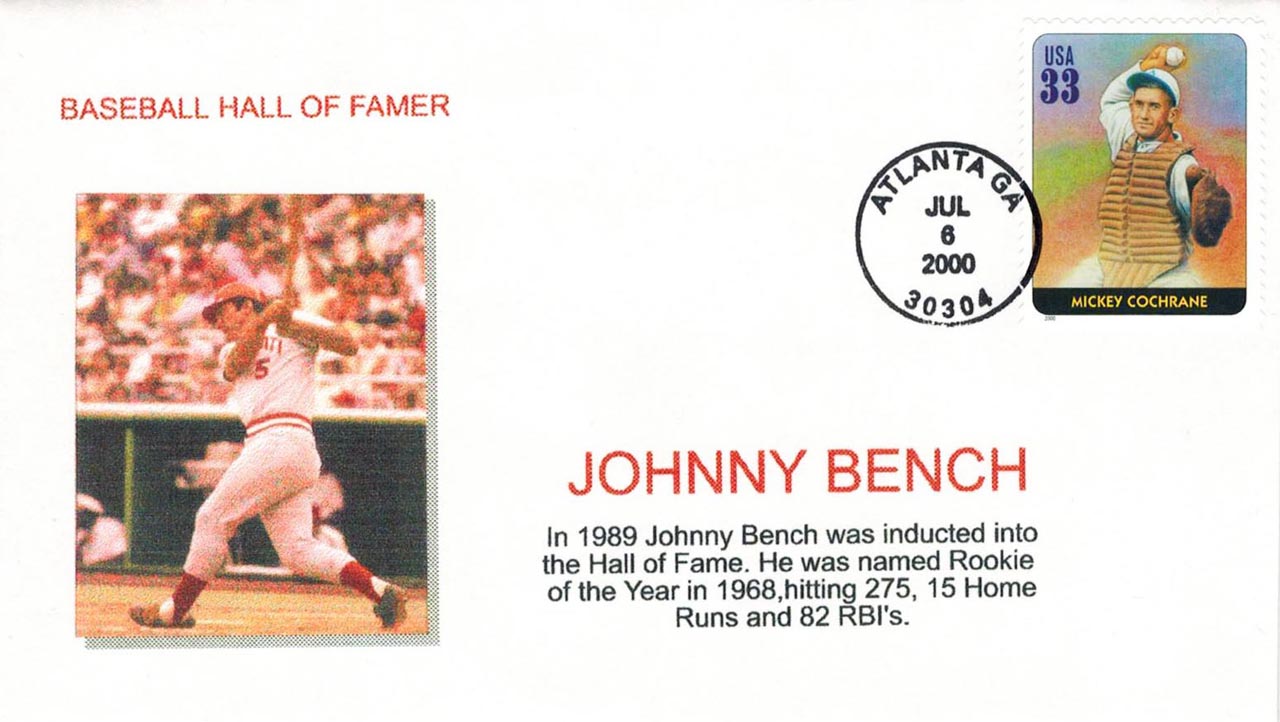 BASEBALL HALL OF FAMER
USA
33
ATLANTA GA
JUL
6
2000
30304
MICKEY COCHRANE
2000
5
JOHNNY BENCH
In 1989 Johnny Bench was inducted into
the Hall of Fame. He was named Rookie
of the Year in 1968,hitting 275, 15 Home
Runs and 82 RBI's.